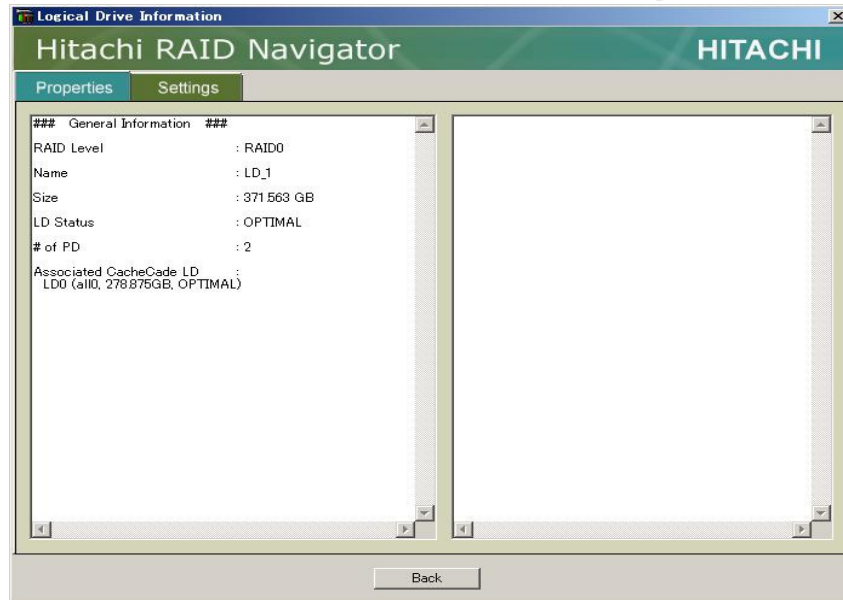 Logical Drive Information
Hitachi RAID Navigator
HITACHI
Properties
Settings
### General Information ###
RAID Level : RAID0
Name : LD_1
Size : 371.563 GB
LD Status : OPTIMAL
# of PD : 2
Associated CacheCade LD :
LD0 (all0, 278.875GB, OPTIMAL)
Back